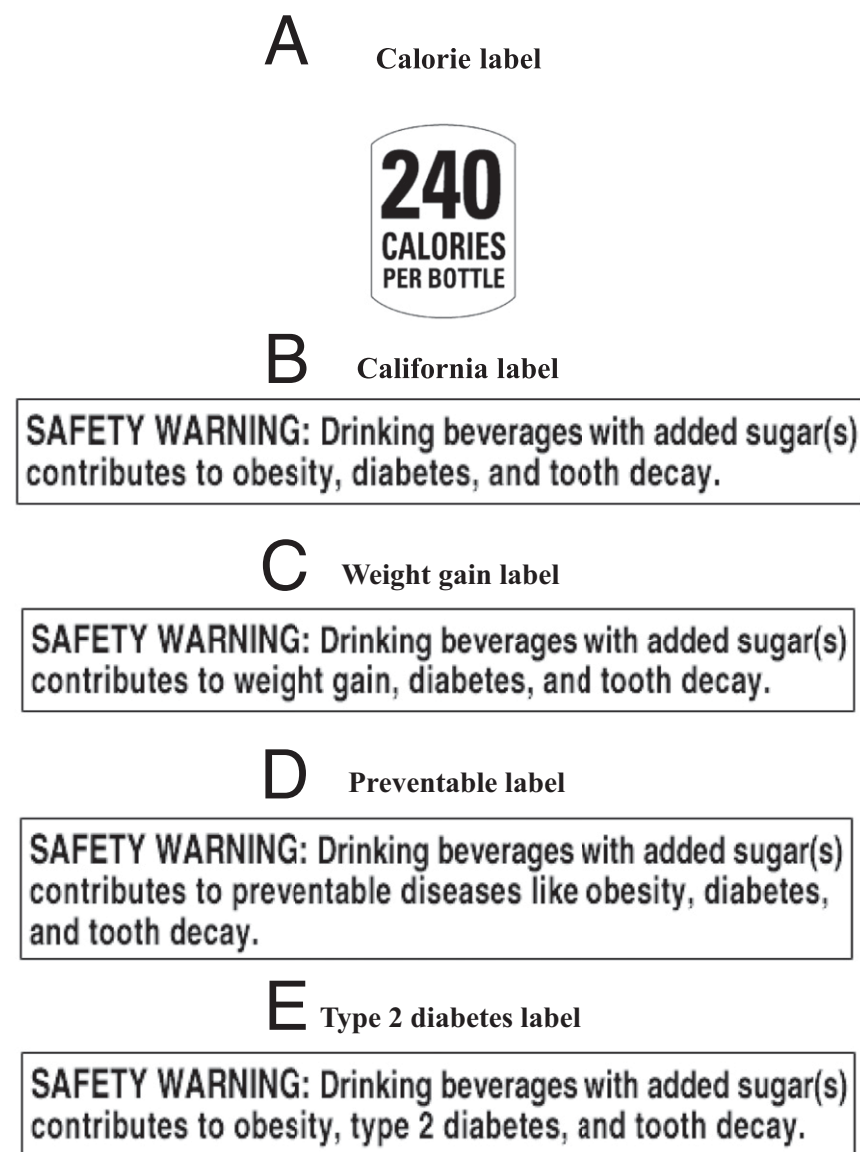 A Calorie label
240
CALORIES
PER BOTTLE
B California label
SAFETY WARNING: Drinking beverages with added sugar(s)
contributes to obesity, diabetes, and tooth decay.
C Weight gain label
SAFETY WARNING: Drinking beverages with added sugar(s)
contributes to weight gain, diabetes, and tooth decay.
D Preventable label
SAFETY WARNING: Drinking beverages with added sugar(s)
contributes to preventable diseases like obesity, diabetes,
and tooth decay.
E Type 2 diabetes label
SAFETY WARNING: Drinking beverages with added sugar(s)
contributes to obesity, type 2 diabetes, and tooth decay.